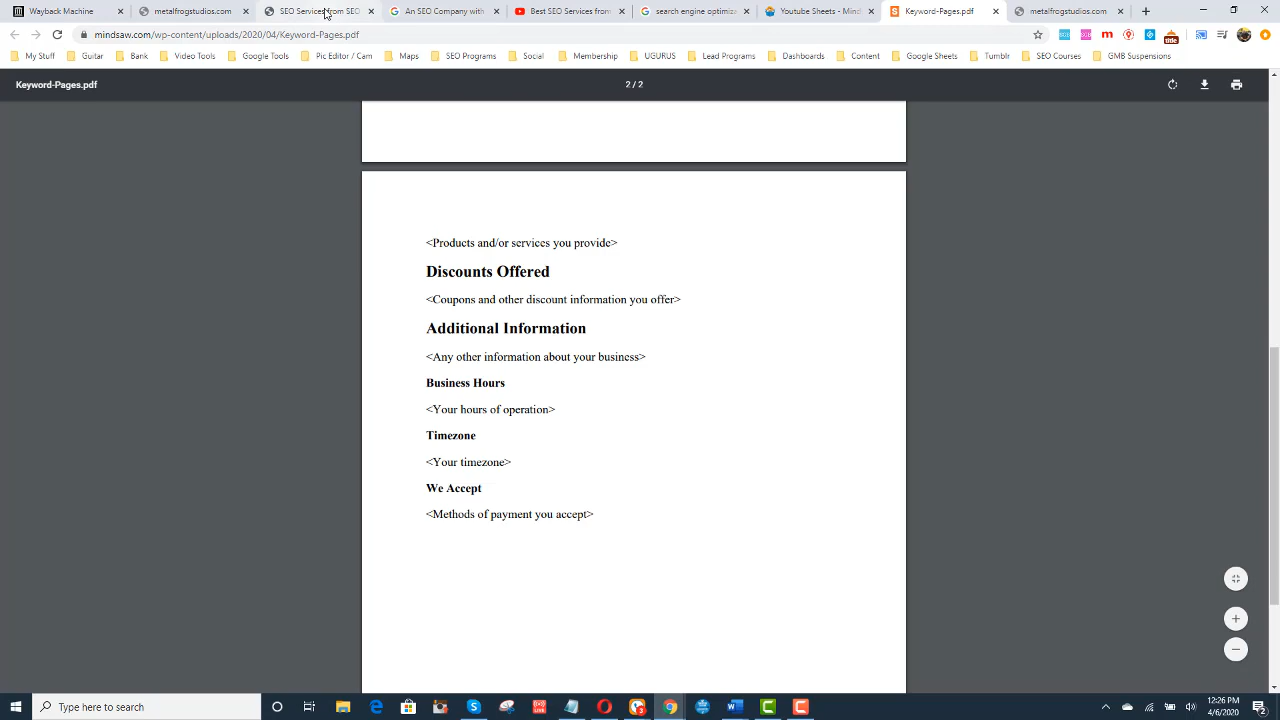 Wayback Machine
metalfrostudios.com
SEO Services from SEO
An SEO Company with
Best SEO Services from
search engine optimiza
Youtube Sheets - Mind
Keyword-Pages.pdf
metalfrostudios.com
mindsaw.com/wp-content/uploads/2020/04/Keyword-Pages.pdf
My Stuff
Guitar
Bank
Video Tools
Google Tools
Pic Editor / Cam
Maps
SEO Programs
Social
Membership
UGURUS
Lead Programs
Dashboards
Content
Google Sheets
Tumblr
SEO Courses
GMB Suspensions
Keyword-Pages.pdf
2 / 2
<Products and/or services you provide>
Discounts Offered
<Coupons and other discount information you offer>
Additional Information
<Any other information about your business>
Business Hours
<Your hours of operation>
Timezone
<Your timezone>
We Accept
<Methods of payment you accept>
Type here to search
12:26 PM
4/6/2020